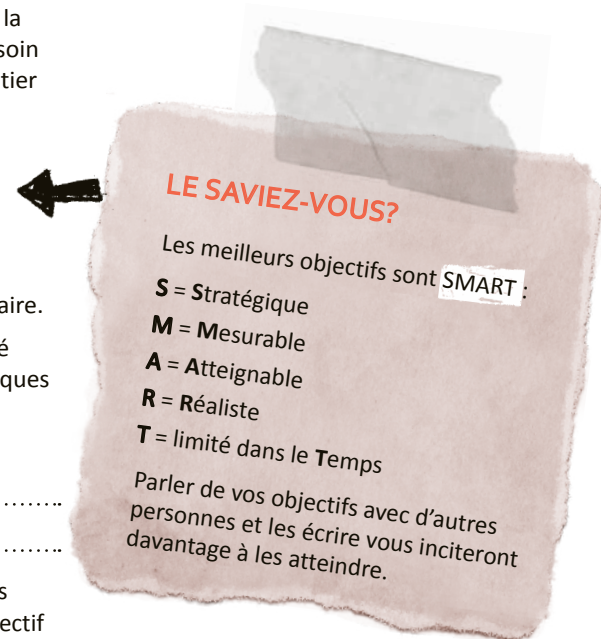 la
soin
tier
aire.
é
iques
........
........
s
ectif
LE SAVIEZ-VOUS?
Les meilleurs objectifs sont SMART :
S = Stratégique
M = Mesurable
A = Atteignable
R = Réaliste
T = limité dans le Temps
Parler de vos objectifs avec d'autres
personnes et les écrire vous inciteront
davantage à les atteindre.